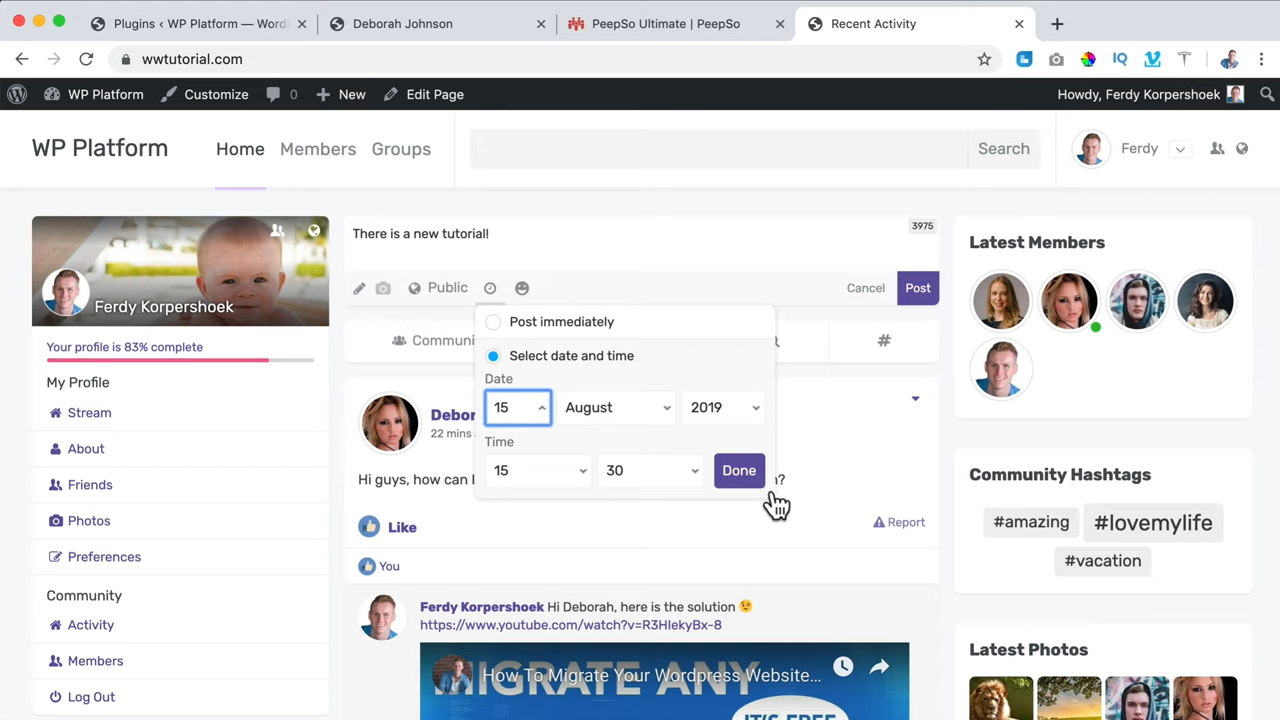 Plugins ‹ WP Platform — Word
Deborah Johnson
PeepSo Ultimate | PeepSo
Recent Activity
wwtutorial.com
IQ
WP Platform
Customize
0
New
Edit Page
Howdy, Ferdy Korpershoek
WP Platform
Home
Members
Groups
Search
Ferdy
Ferdy Korpershoek
Your profile is 83% complete
My Profile
Stream
About
Friends
Photos
Preferences
Community
Activity
Members
Log Out
There is a new tutorial!
3975
Public
Cancel
Post
Post immediately
Select date and time
Date
15
August
2019
Time
15
30
Done
Communi
#
Debor
22 mins
Hi guys, how can I
n?
Like
Report
You
Ferdy Korpershoek Hi Deborah, here is the solution 😉
https://www.youtube.com/watch?v=R3HlekyBx-8
MIGRATE ANY
How To Migrate Your Wordpress Website...
IT'S FREE
Latest Members
Community Hashtags
#amazing
#lovemylife
#vacation
Latest Photos